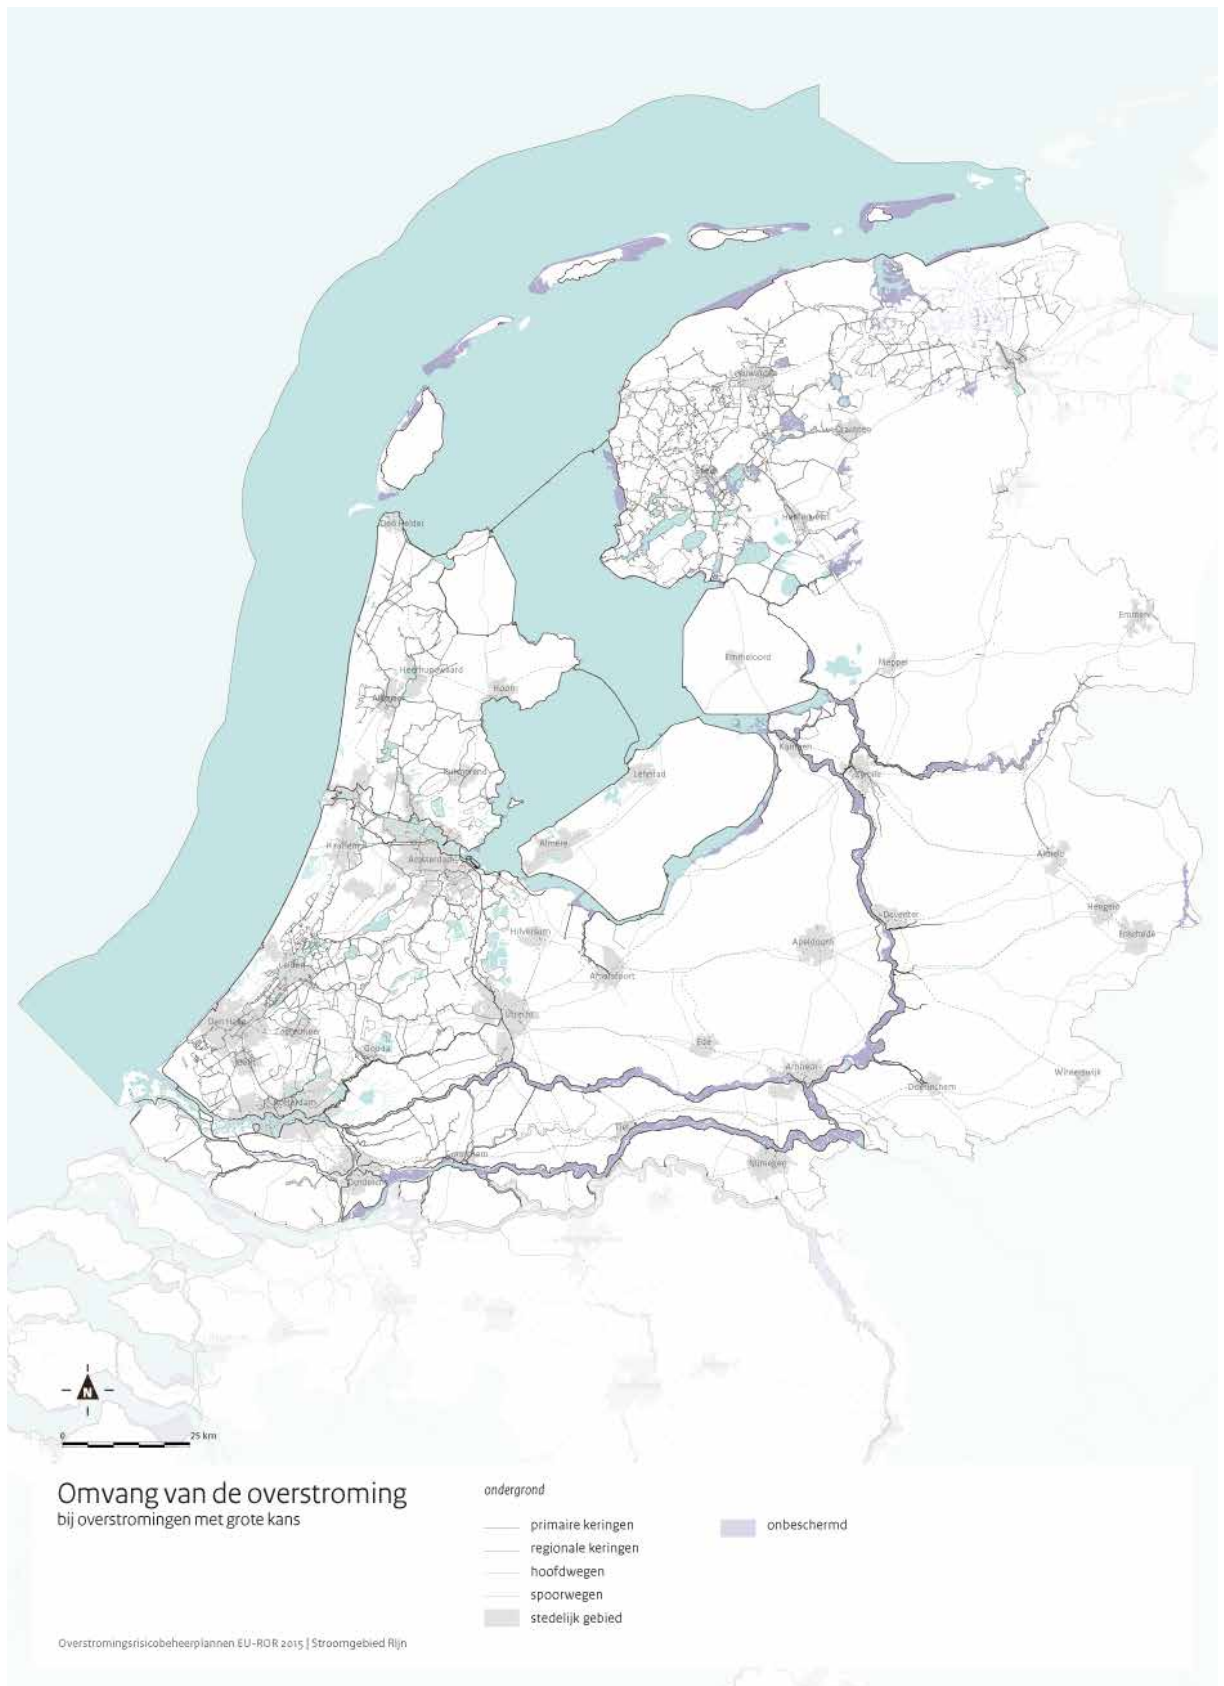 Leeuwarden
Drachten
Den Helder
Heerenveen
Emmen
Heerhugowaard
Emmeloord
Meppel
Alkmaar
Hoorn
Kampen
Purmerend
Lelystad
Zwolle
Haarlem
Almere
Amsterdam
Almelo
Hengelo
Deventer
Hilversum
Apeldoorn
Enschede
Amersfoort
Leiden
Utrecht
Den Haag
Zoetermeer
Gouda
Ede
Delft
Arnhem
Winterswijk
Doetinchem
Rotterdam
Tiel
Gorinchem
Nijmegen
Dordrecht
N
0 25 km
Omvang van de overstroming
bij overstromingen met grote kans
ondergrond
primaire keringen
regionale keringen
hoofdwegen
spoorwegen
stedelijk gebied
onbeschermd
Overstromingsrisicobeheerplannen EU-ROR 2015 | Stroomgebied Rijn